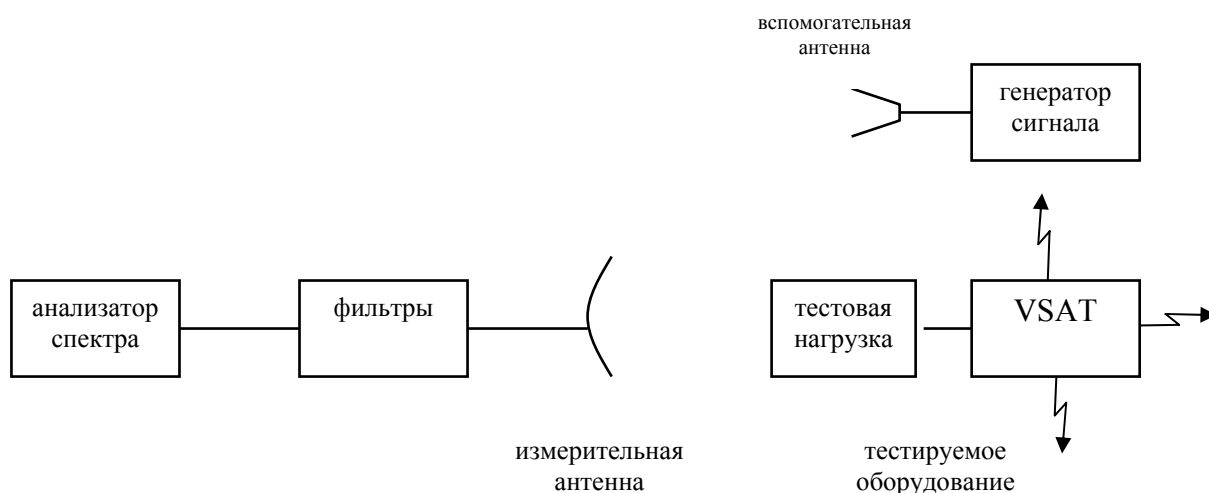 вспомогательная
антенна
генератор
сигнала
анализатор
спектра
фильтры
тестовая
нагрузка
VSAT
измерительная
антенна
тестируемое
оборудование